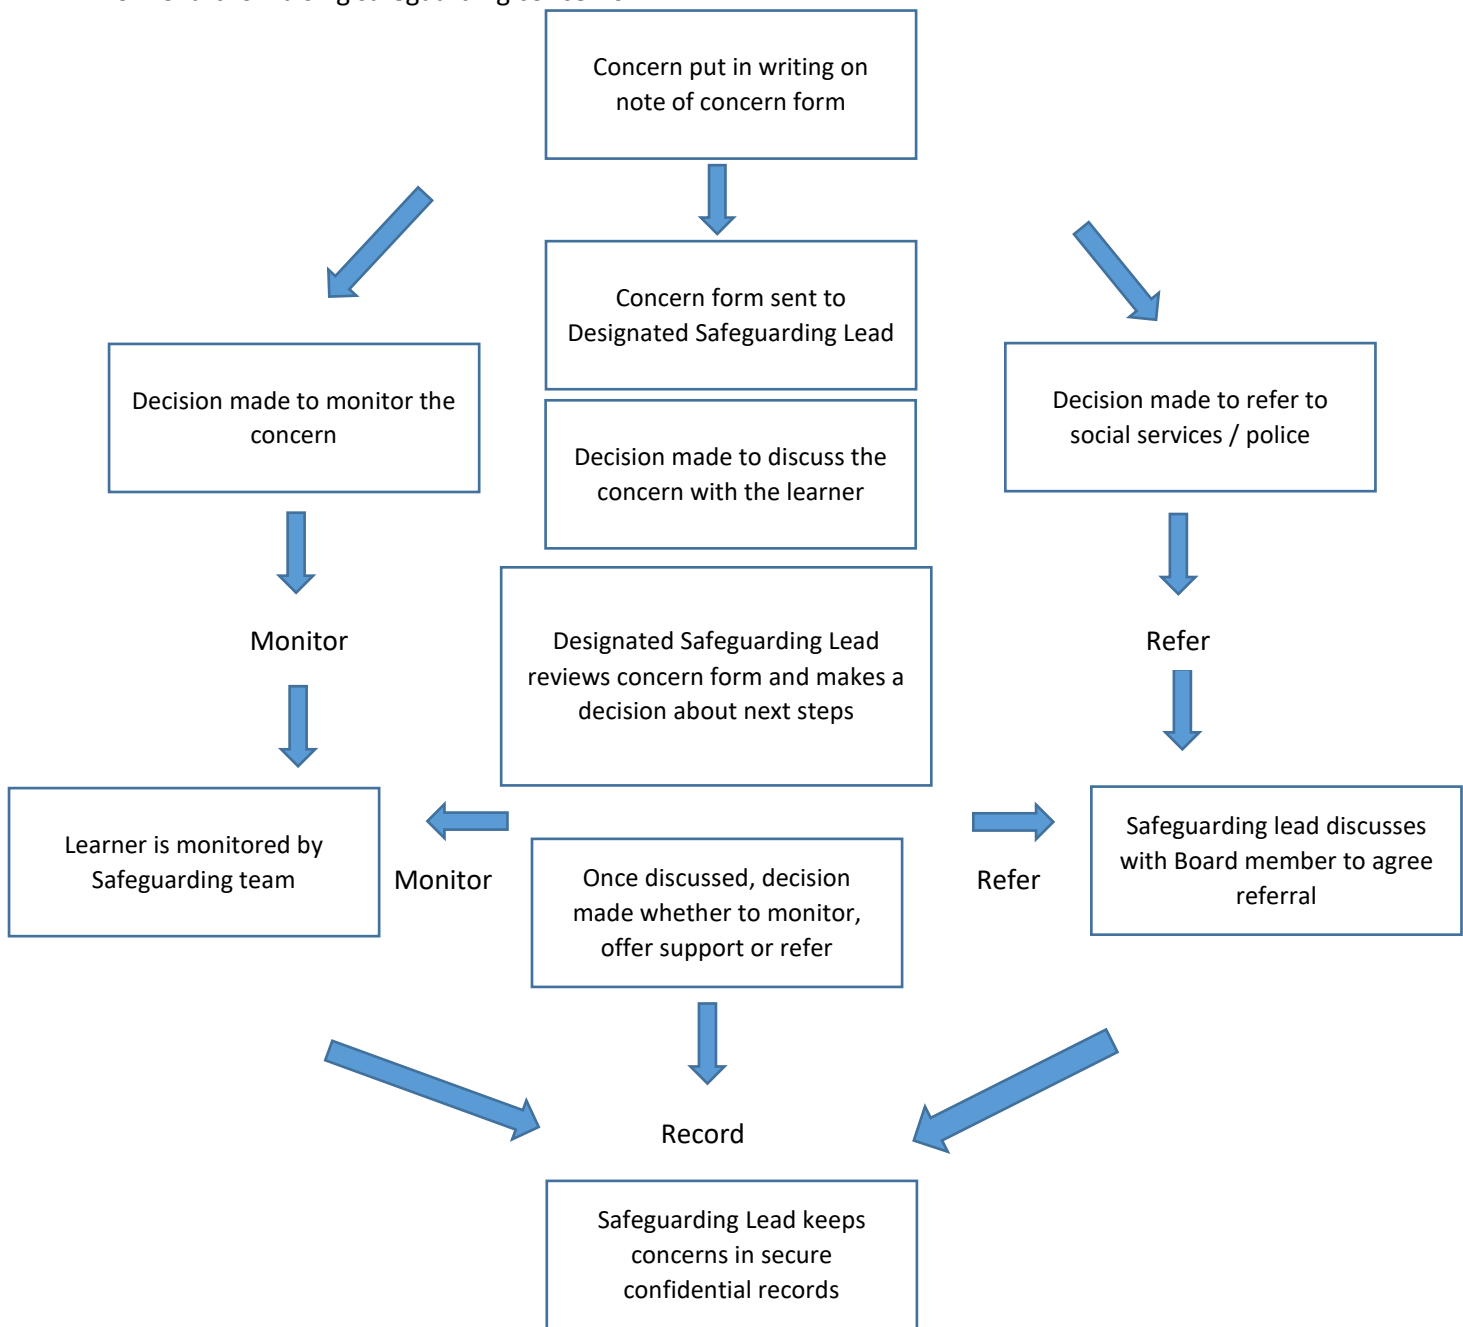 Concern put in writing on
note of concern form
Concern form sent to
Designated Safeguarding Lead
Decision made to monitor the
concern
Decision made to discuss the
concern with the learner
Decision made to refer to
social services / police
Monitor
Designated Safeguarding Lead
reviews concern form and makes a
decision about next steps
Refer
Learner is monitored by
Safeguarding team
Monitor
Once discussed, decision
made whether to monitor,
offer support or refer
Refer
Safeguarding lead discusses
with Board member to agree
referral
Record
Safeguarding Lead keeps
concerns in secure
confidential records